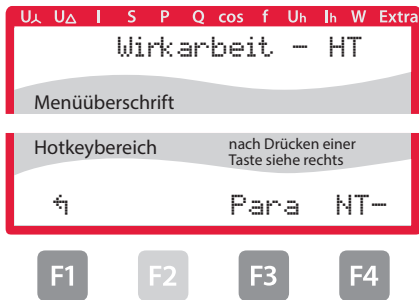 U⅄ U△ I S P Q cos f Uh Ih W Extra
Wirkarbeit - HT
Menüüberschrift
Hotkeybereich
nach Drücken einer
Taste siehe rechts
↰ Para NT-
F1 F2 F3 F4